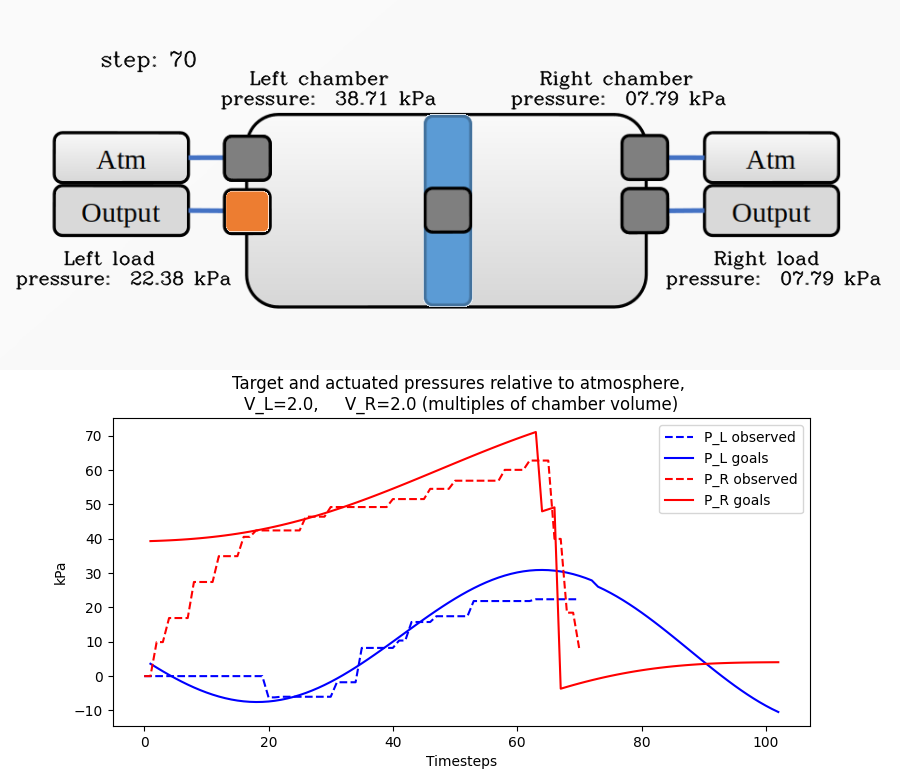 step: 70
Left chamber
pressure: 38.71 kPa
Right chamber
pressure: 07.79 kPa
Atm
Output
Atm
Output
Left load
pressure: 22.38 kPa
Right load
pressure: 07.79 kPa
Target and actuated pressures relative to atmosphere,
V_L=2.0, V_R=2.0 (multiples of chamber volume)
P_L observed
P_L goals
P_R observed
P_R goals
kPa
70
60
50
40
30
20
10
0
−10
0 20 40 60 80 100
Timesteps